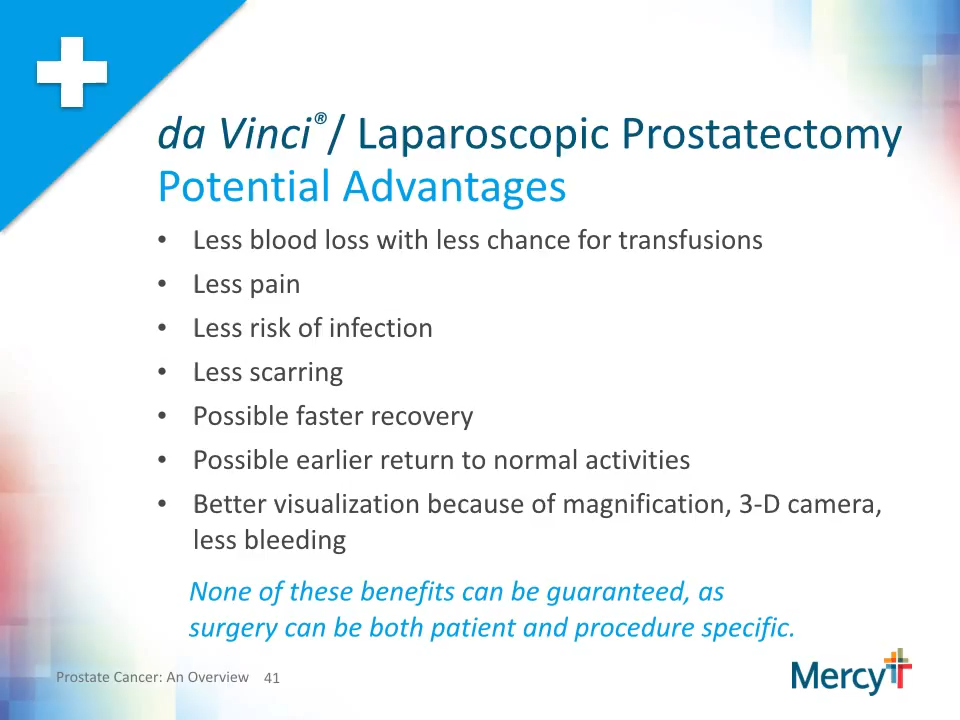 da Vinci®/ Laparoscopic Prostatectomy
Potential Advantages
• Less blood loss with less chance for transfusions
• Less pain
• Less risk of infection
• Less scarring
• Possible faster recovery
• Possible earlier return to normal activities
• Better visualization because of magnification, 3-D camera,
less bleeding
None of these benefits can be guaranteed, as
surgery can be both patient and procedure specific.
Prostate Cancer: An Overview 41
Mercy